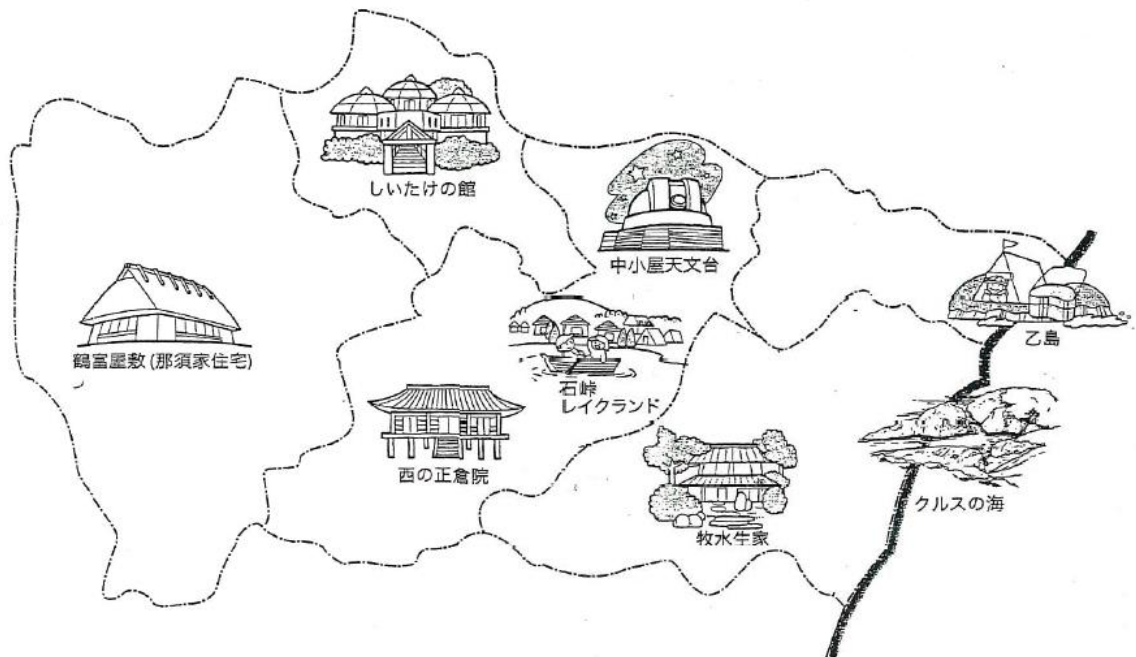 しいたけの館
中小屋天文台
乙島
鶴富屋敷(那須家住宅)
石峠
レイクランド
西の正倉院
クルスの海
牧水生家